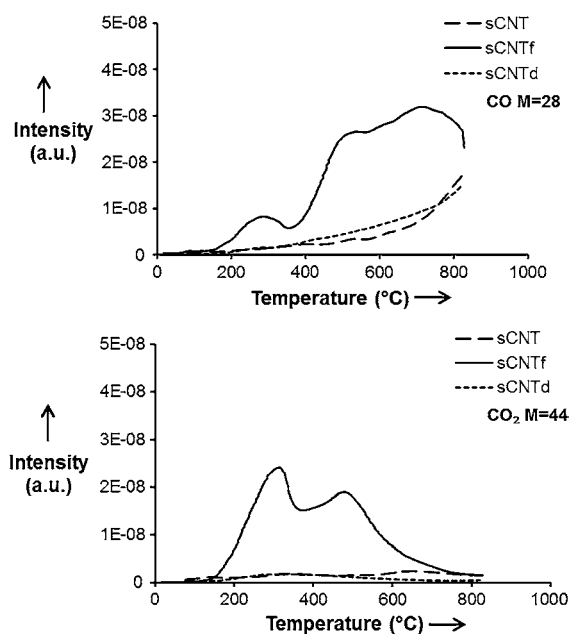 5E-08
4E-08
3E-08
2E-08
1E-08
0
Intensity
(a.u.)
sCNT
sCNTf
sCNTd
CO M=28
0 200 400 600 800 1000
Temperature (°C)
5E-08
4E-08
3E-08
2E-08
1E-08
0
Intensity
(a.u.)
sCNT
sCNTf
sCNTd
CO₂ M=44
0 200 400 600 800 1000
Temperature (°C)